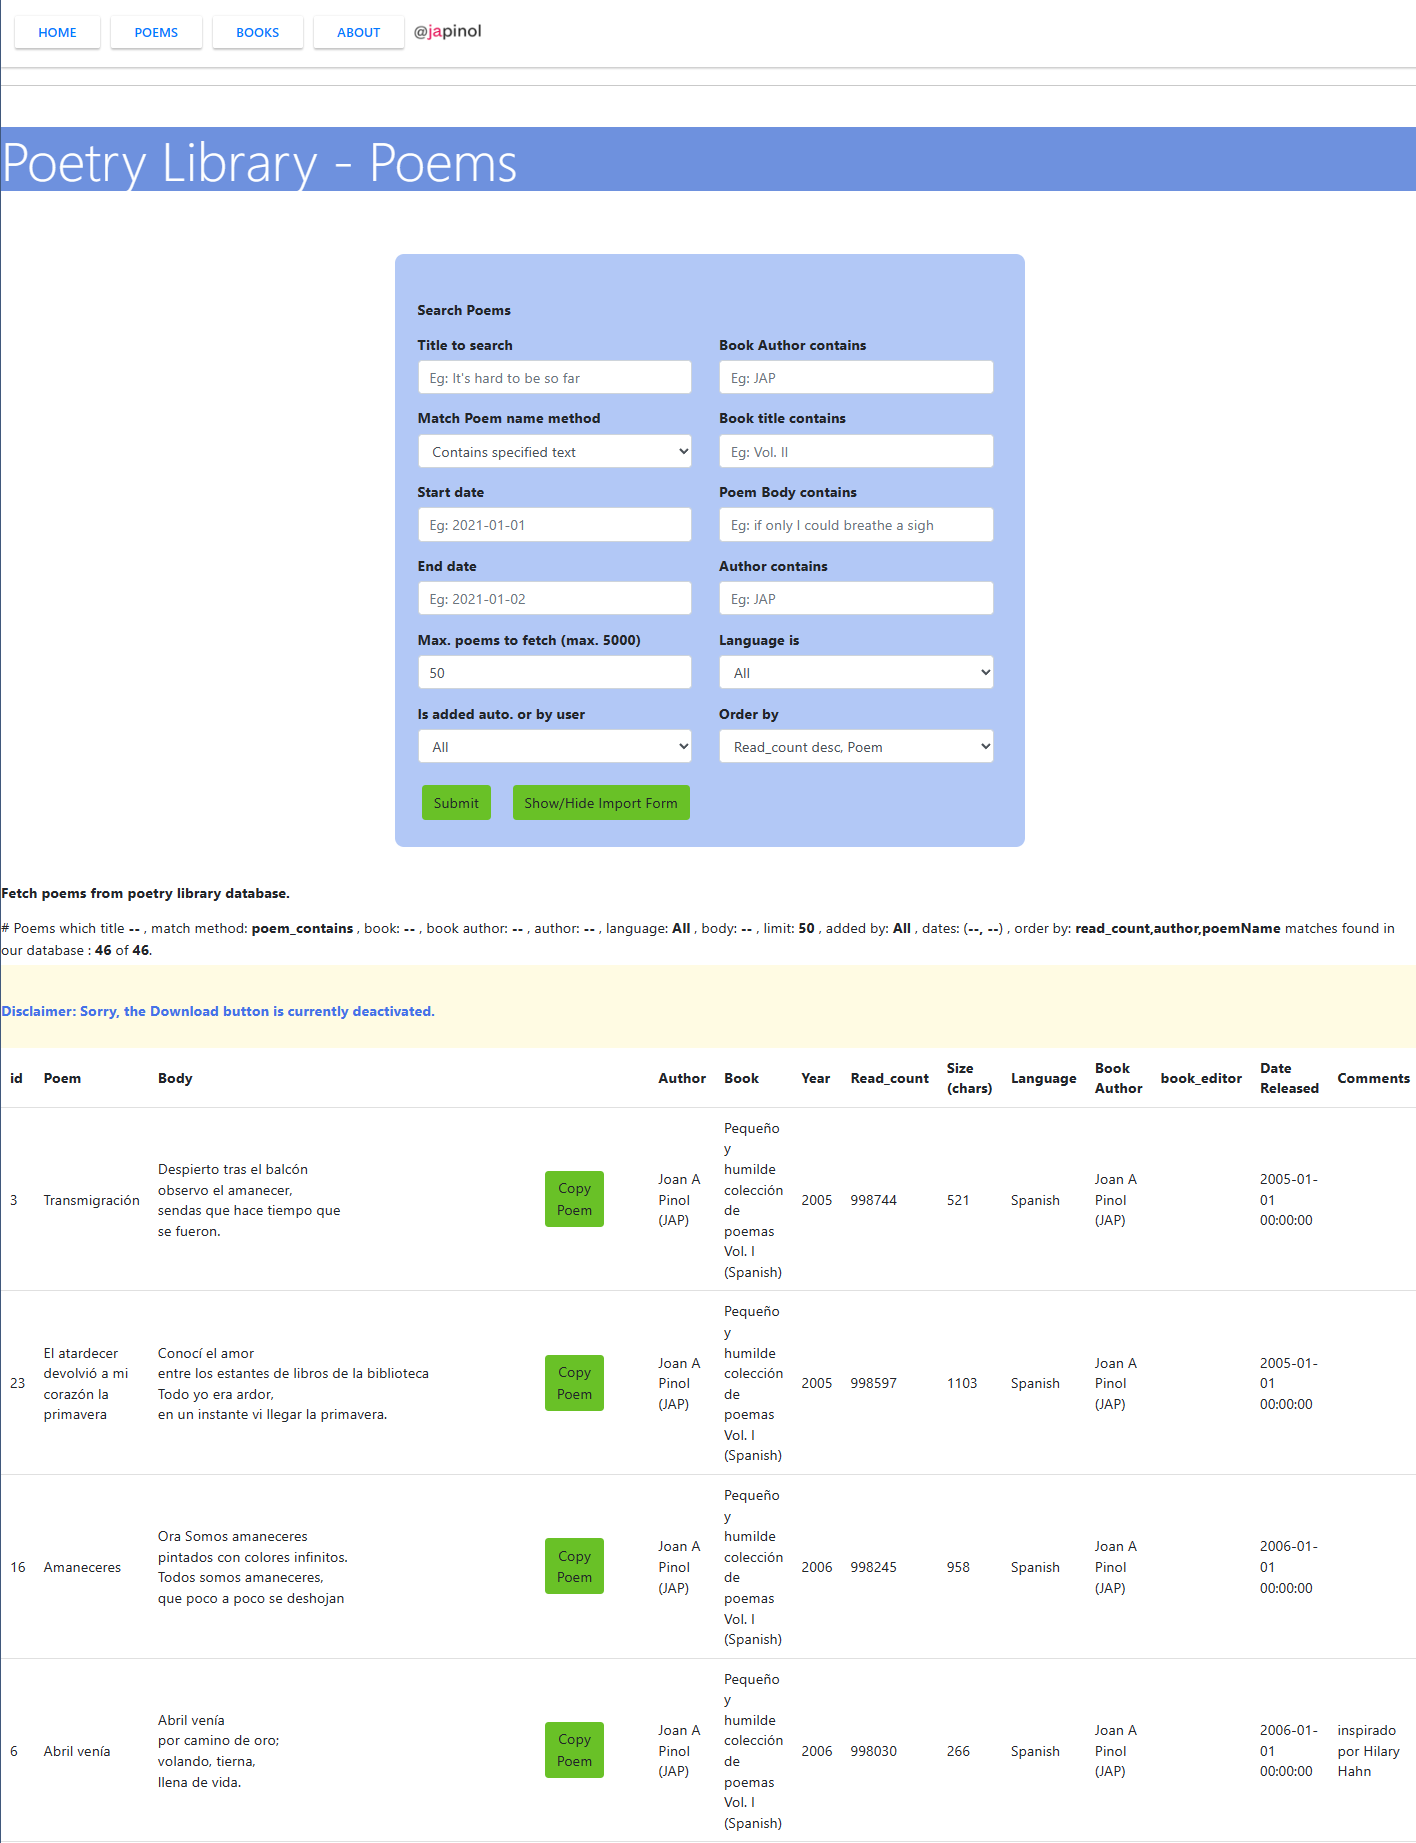 HOME POEMS BOOKS ABOUT @japinol
Poetry Library - Poems
Search Poems
Title to search Book Author contains
Eg: It's hard to be so far Eg: JAP
Match Poem name method Book title contains
Contains specified text Eg: Vol. II
Start date Poem Body contains
Eg: 2021-01-01 Eg: if only I could breathe a sigh
End date Author contains
Eg: 2021-01-02 Eg: JAP
Max. poems to fetch (max. 5000) Language is
50 All
Is added auto. or by user Order by
All Read_count desc, Poem
Submit Show/Hide Import Form
Fetch poems from poetry library database.
# Poems which title -- , match method: poem_contains , book: -- , book author: -- , author: -- , language: All , body: -- , limit: 50 , added by: All , dates: (--, --) , order by: read_count,author,poemName matches found in
our database : 46 of 46.
Disclaimer: Sorry, the Download button is currently deactivated.
id Poem Body Author Book Year Read_count Size (chars) Language Book Author book_editor Date Released Comments
3
Transmigración
Despierto tras el balcón
observo el amanecer,
sendas que hace tiempo que
se fueron.
Copy
Poem
Joan A
Pinol
(JAP)
Pequeño
y
humilde
colección
de
poemas
Vol. I
(Spanish)
2005
998744
521
Spanish
Joan A
Pinol
(JAP)
2005-01-
01
00:00:00
23
El atardecer
devolvió a mi
corazón la
primavera
Conocí el amor
entre los estantes de libros de la biblioteca
Todo yo era ardor,
en un instante vi llegar la primavera.
Copy
Poem
Joan A
Pinol
(JAP)
Pequeño
y
humilde
colección
de
poemas
Vol. I
(Spanish)
2005
998597
1103
Spanish
Joan A
Pinol
(JAP)
2005-01-
01
00:00:00
16
Amaneceres
Ora Somos amaneceres
pintados con colores infinitos.
Todos somos amaneceres,
que poco a poco se deshojan
Copy
Poem
Joan A
Pinol
(JAP)
Pequeño
y
humilde
colección
de
poemas
Vol. I
(Spanish)
2006
998245
958
Spanish
Joan A
Pinol
(JAP)
2006-01-
01
00:00:00
6
Abril venía
Abril venía
por camino de oro;
volando, tierna,
llena de vida.
Copy
Poem
Joan A
Pinol
(JAP)
Pequeño
y
humilde
colección
de
poemas
Vol. I
(Spanish)
2006
998030
266
Spanish
Joan A
Pinol
(JAP)
2006-01-
01
00:00:00
inspirado
por Hilary
Hahn